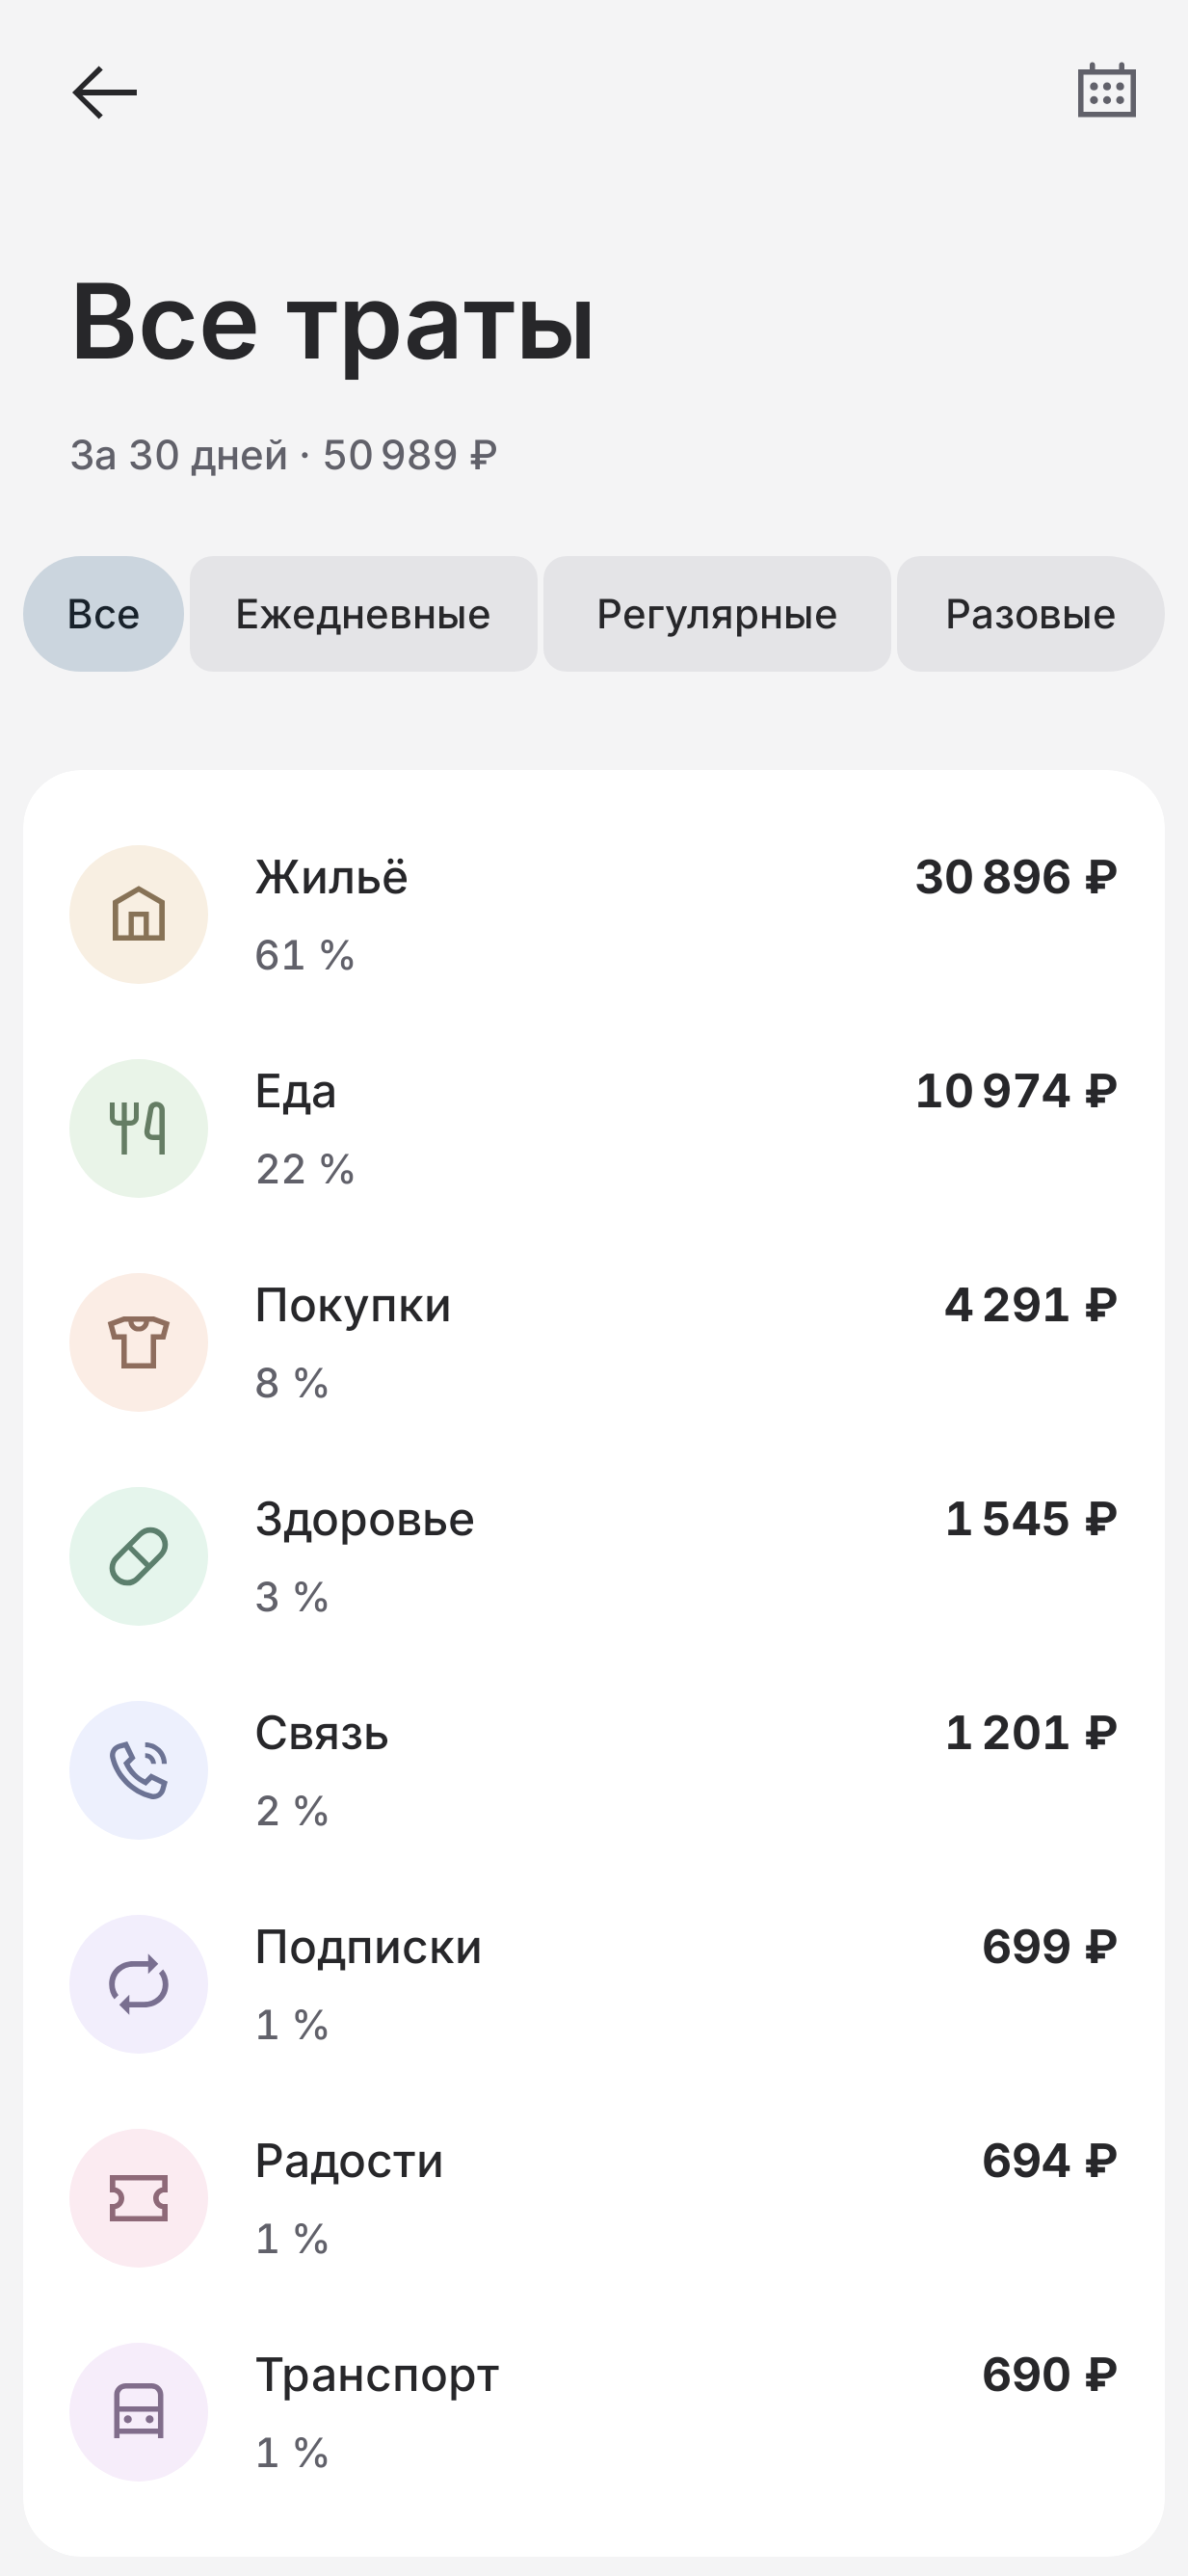 Все траты
За 30 дней · 50 989 ₽
Все Ежедневные Регулярные Разовые
Жильё 30 896 ₽
61 %
Еда 10 974 ₽
22 %
Покупки 4 291 ₽
8 %
Здоровье 1 545 ₽
3 %
Связь 1 201 ₽
2 %
Подписки 699 ₽
1 %
Радости 694 ₽
1 %
Транспорт 690 ₽
1 %